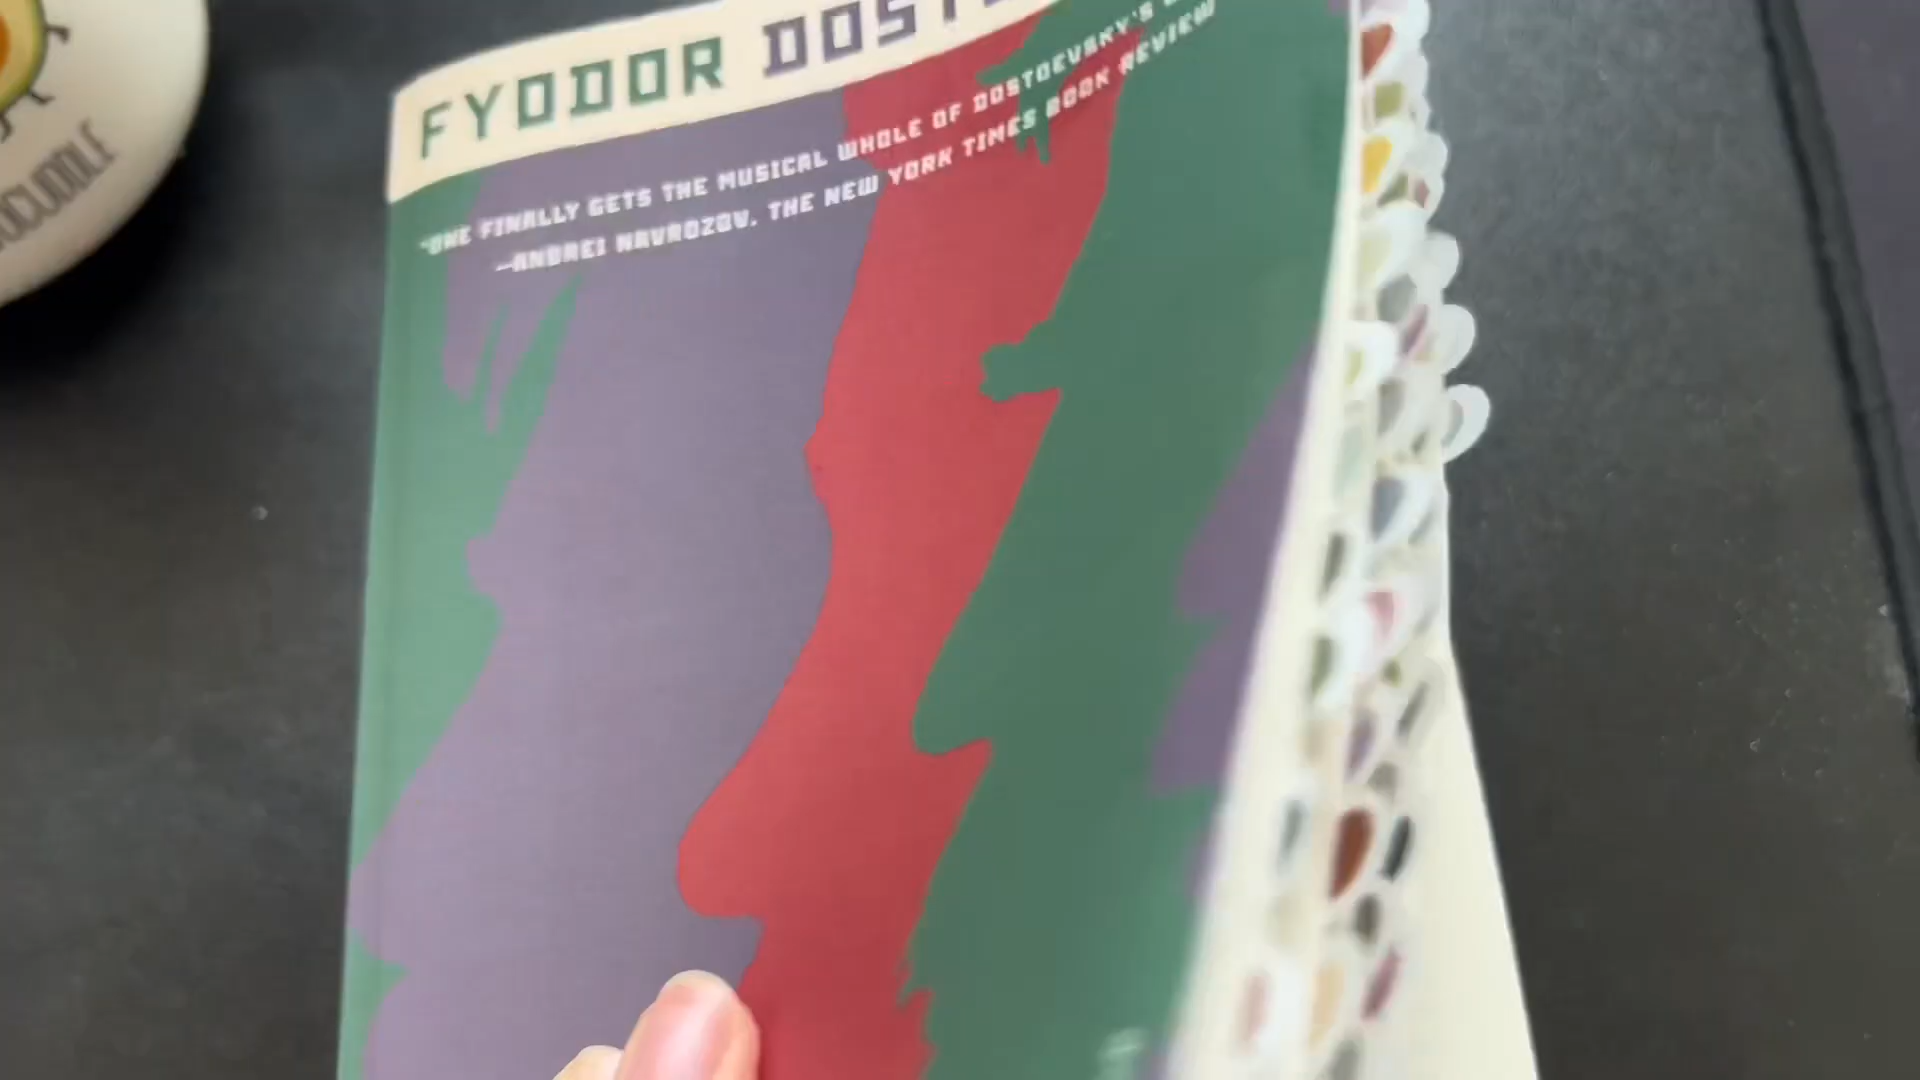 FYODOR DOST
"ONE FINALLY GETS THE MUSICAL WHOLE OF DOSTOEVSKY'S
—ANDREI NAVROZOV, THE NEW YORK TIMES BOOK REVIEW